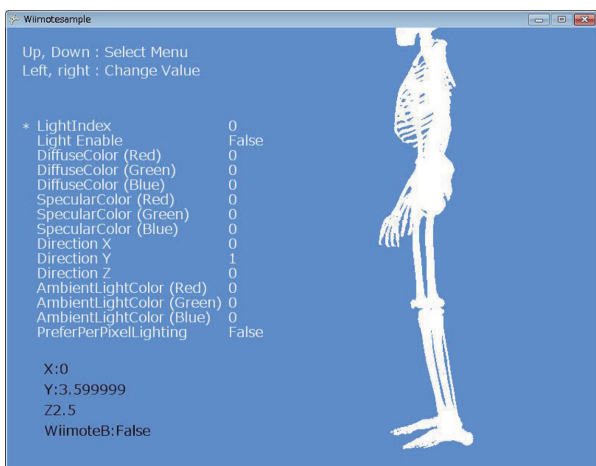 Wiimotesample
Up, Down : Select Menu
Left, right : Change Value
* LightIndex 0
Light Enable False
DiffuseColor (Red) 0
DiffuseColor (Green) 0
DiffuseColor (Blue) 0
SpecularColor (Red) 0
SpecularColor (Green) 0
SpecularColor (Blue) 0
Direction X 0
Direction Y 1
Direction Z 0
AmbientLightColor (Red) 0
AmbientLightColor (Green) 0
AmbientLightColor (Blue) 0
PreferPerPixelLighting False
X:0
Y:3.599999
Z2.5
WiimoteB:False